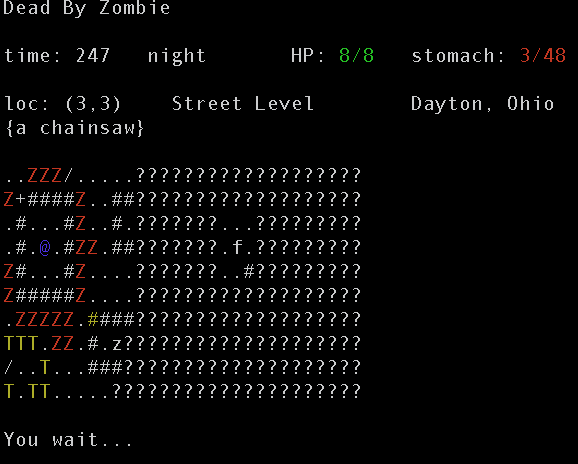 Dead By Zombie
time: 247   night       HP: 8/8   stomach: 3/48
loc: (3,3)    Street Level       Dayton, Ohio
{a chainsaw}
..ZZZ/.....???????????????????
Z+####Z..##???????????????????
.#...#Z..#.???????...?????????
.#.@.#ZZ.##???????.f.?????????
Z#...#Z....???????..#?????????
Z#####Z....???????????????????
.ZZZZZ.####???????????????????
TTT.ZZ.#.z????????????????????
/..T...###????????????????????
T.TT.....?????????????????????
You wait...